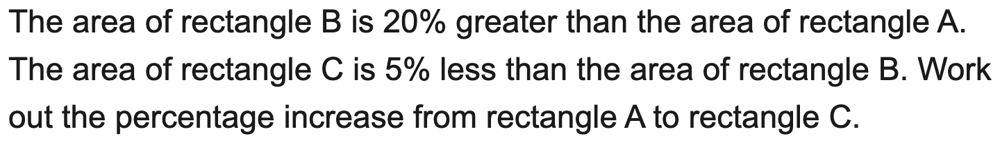 The area of rectangle B is 20% greater than the area of rectangle A.
The area of rectangle C is 5% less than the area of rectangle B. Work
out the percentage increase from rectangle A to rectangle C.